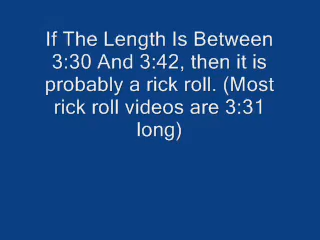 If The Length Is Between
3:30 And 3:42, then it is
probably a rick roll. (Most
rick roll videos are 3:31
long)